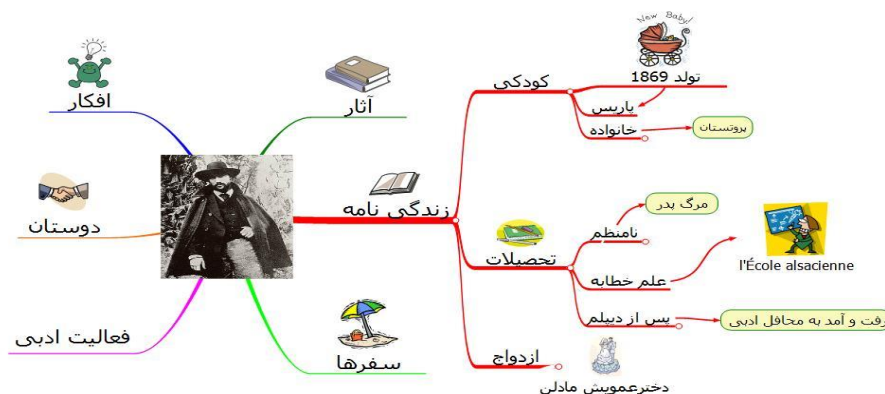 افکار
دوستان
فعالیت ادبی
آثار
زندگی نامه
سفرها
کودکی
New Baby!
تولد 1869
پاریس
خانواده
پروتستان
تحصیلات
نامنظم
مرگ پدر
علم خطابه
l'École alsacienne
پس از دیپلم
رفت و آمد به محافل ادبی
ازدواج
دخترعمویش مادلن